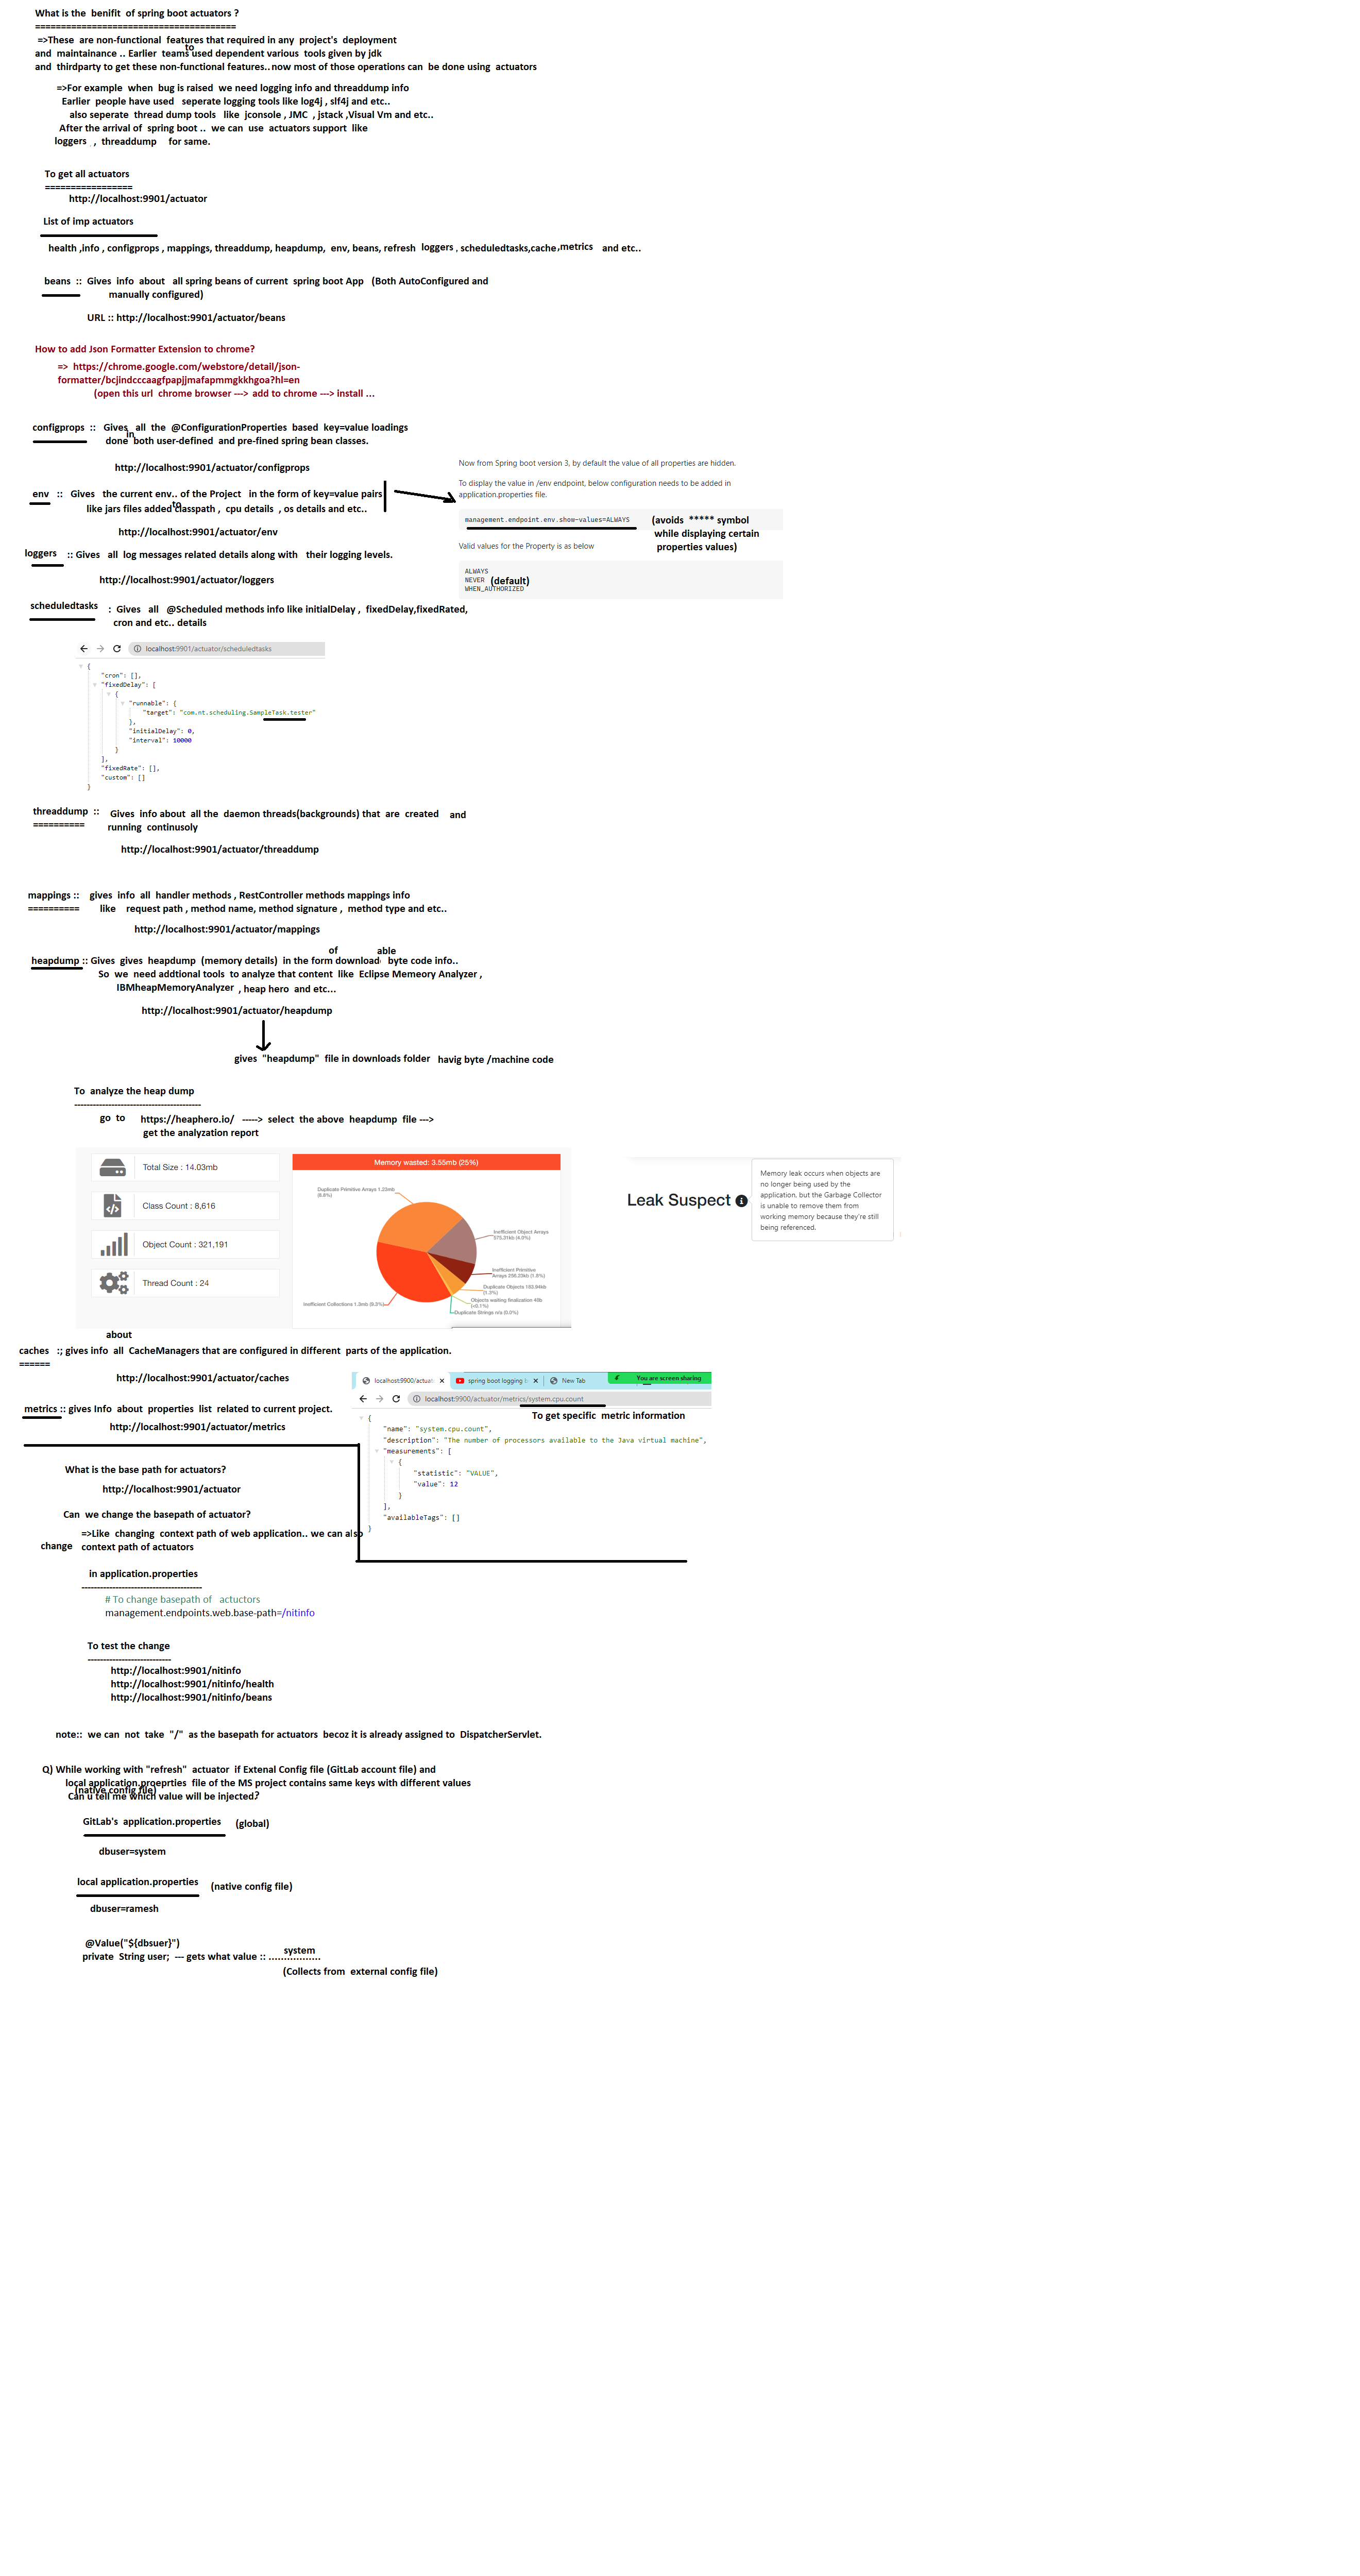 What is the  benifit  of spring boot actuators ?
=======================================
=>These  are non-functional  features that required in any  project's  deployment
to
and  maintainance .. Earlier  teams used dependent various  tools given by jdk
and  thirdparty to get these non-functional features.. now most of those operations can  be done using  actuators
=>For example  when  bug is raised  we need logging info and threaddump info
Earlier  people have used   seperate logging tools like log4j , slf4j and etc..
also seperate  thread dump tools   like  jconsole , JMC  , jstack ,Visual Vm and etc..
After the arrival of  spring boot ..  we can  use  actuators support  like
loggers  ,  threaddump    for same.
To get all actuators
=================
http://localhost:9901/actuator
List of imp actuators
health ,info , configprops , mappings, threaddump, heapdump,  env, beans, refresh  loggers , scheduledtasks,cache,metrics   and etc..
beans  ::  Gives  info  about   all spring beans of current  spring boot App   (Both AutoConfigured and
manually configured)
URL :: http://localhost:9901/actuator/beans
How to add Json Formatter Extension to chrome?
=>  https://chrome.google.com/webstore/detail/json-
formatter/bcjindcccaagfpapjjmafapmmgkkhgoa?hl=en
(open this url  chrome browser --->  add to chrome ---> install ...
configprops  ::   Gives   all  the  @ConfigurationProperties  based  key=value loadings
in
done  both user-defined  and pre-fined spring bean classes.
http://localhost:9901/actuator/configprops
Now from Spring boot version 3, by default the value of all properties are hidden.
To display the value in /env endpoint, below configuration needs to be added in
application.properties file.
management.endpoint.env.show-values=ALWAYS
(avoids  ***** symbol
while displaying certain
properties values)
Valid values for the Property is as below
ALWAYS
NEVER (default)
WHEN_AUTHORIZED
env   ::   Gives   the current env.. of the Project   in the form of key=value pairs
to
like jars files added classpath ,  cpu details  , os details and etc..
http://localhost:9901/actuator/env
loggers   :: Gives   all  log messages related details along with   their logging levels.
http://localhost:9901/actuator/loggers
scheduledtasks   :  Gives   all   @Scheduled methods info like initialDelay ,  fixedDelay,fixedRated,
cron and etc.. details
localhost:9901/actuator/scheduledtasks
{
"cron": [],
"fixedDelay": [
{
"runnable": {
"target": "com.nt.scheduling.SampleTask.tester"
},
"initialDelay": 0,
"interval": 10000
}
],
"fixedRate": [],
"custom": []
}
threaddump  ::   Gives  info about  all the  daemon threads(backgrounds) that  are  created   and
==========
running  continusoly
http://localhost:9901/actuator/threaddump
mappings ::   gives  info  all  handler methods , RestController methods mappings info
==========   like   request path , method name, method signature ,  method type and etc..
http://localhost:9901/actuator/mappings
of   able
heapdump :: Gives  gives  heapdump  (memory details)  in the form download  byte code info..
So  we  need addtional tools  to analyze that content  like  Eclipse Memeory Analyzer ,
IBMheapMemoryAnalyzer  , heap hero  and etc...
http://localhost:9901/actuator/heapdump
gives  "heapdump"  file in downloads folder   havig byte /machine code
To  analyze the heap dump
-----------------------------------------
go  to   https://heaphero.io/   ----->  select  the above  heapdump  file --->
get the analyzation report
Total Size : 14.03mb
Class Count : 8,616
Object Count : 321,191
Thread Count : 24
Memory wasted: 3.55mb (25%)
Duplicate Primitive Arrays 1.23mb
(8.8%)
Inefficient Object Arrays
575.31kb (4.0%)
Inefficient Primitive
Duplicate Objects 183.94kb
(1.3%)
Objects waiting finalization 48b
(<0.1%)
Duplicate Strings n/a (0.0%)
Inefficient Collections 1.3mb (9.3%)
Leak Suspect
Memory leak occurs when objects are
no longer being used by the
application. but the Garbage Collector
is unable to remove them from
working memory because they're still
being referenced.
about
caches   :; gives info  all  CacheManagers that are configured in different  parts of the application.
======
http://localhost:9901/actuator/caches
metrics :: gives Info  about  properties  list  related to current project.
http://localhost:9901/actuator/metrics
localhost:9900/actuat
spring boot logging
New Tab
You are screen sharing
localhost:9900/actuator/metrics/system.cpu.count
To get specific  metric information
{
"name": "system.cpu.count",
"description": "The number of processors available to the Java virtual machine",
"measurements": [
{
"statistic": "VALUE",
"value": 12
}
],
"availableTags": []
}
What is the base path for actuators?
http://localhost:9901/actuator
Can  we change the basepath of actuator?
=>Like  changing  context path of web application.. we can also
change   context path of actuators
in application.properties
---------------------------------------
# To change basepath of   actuctors
management.endpoints.web.base-path=/nitinfo
To test the change
---------------------------
http://localhost:9901/nitinfo
http://localhost:9901/nitinfo/health
http://localhost:9901/nitinfo/beans
note::  we can  not  take  "/"  as the basepath for actuators  becoz it is already assigned to  DispatcherServlet.
Q) While working with "refresh"  actuator  if Extenal Config file (GitLab account file) and
local application.proeprties  file of the MS project contains same keys with different values
(native config file)
Can u tell me which value will be injected?
GitLab's  application.properties   (global)
dbuser=system
local application.properties   (native config file)
dbuser=ramesh
@Value("${dbsuer}")
private  String user;  --- gets what value :: .................
system
(Collects from  external config file)